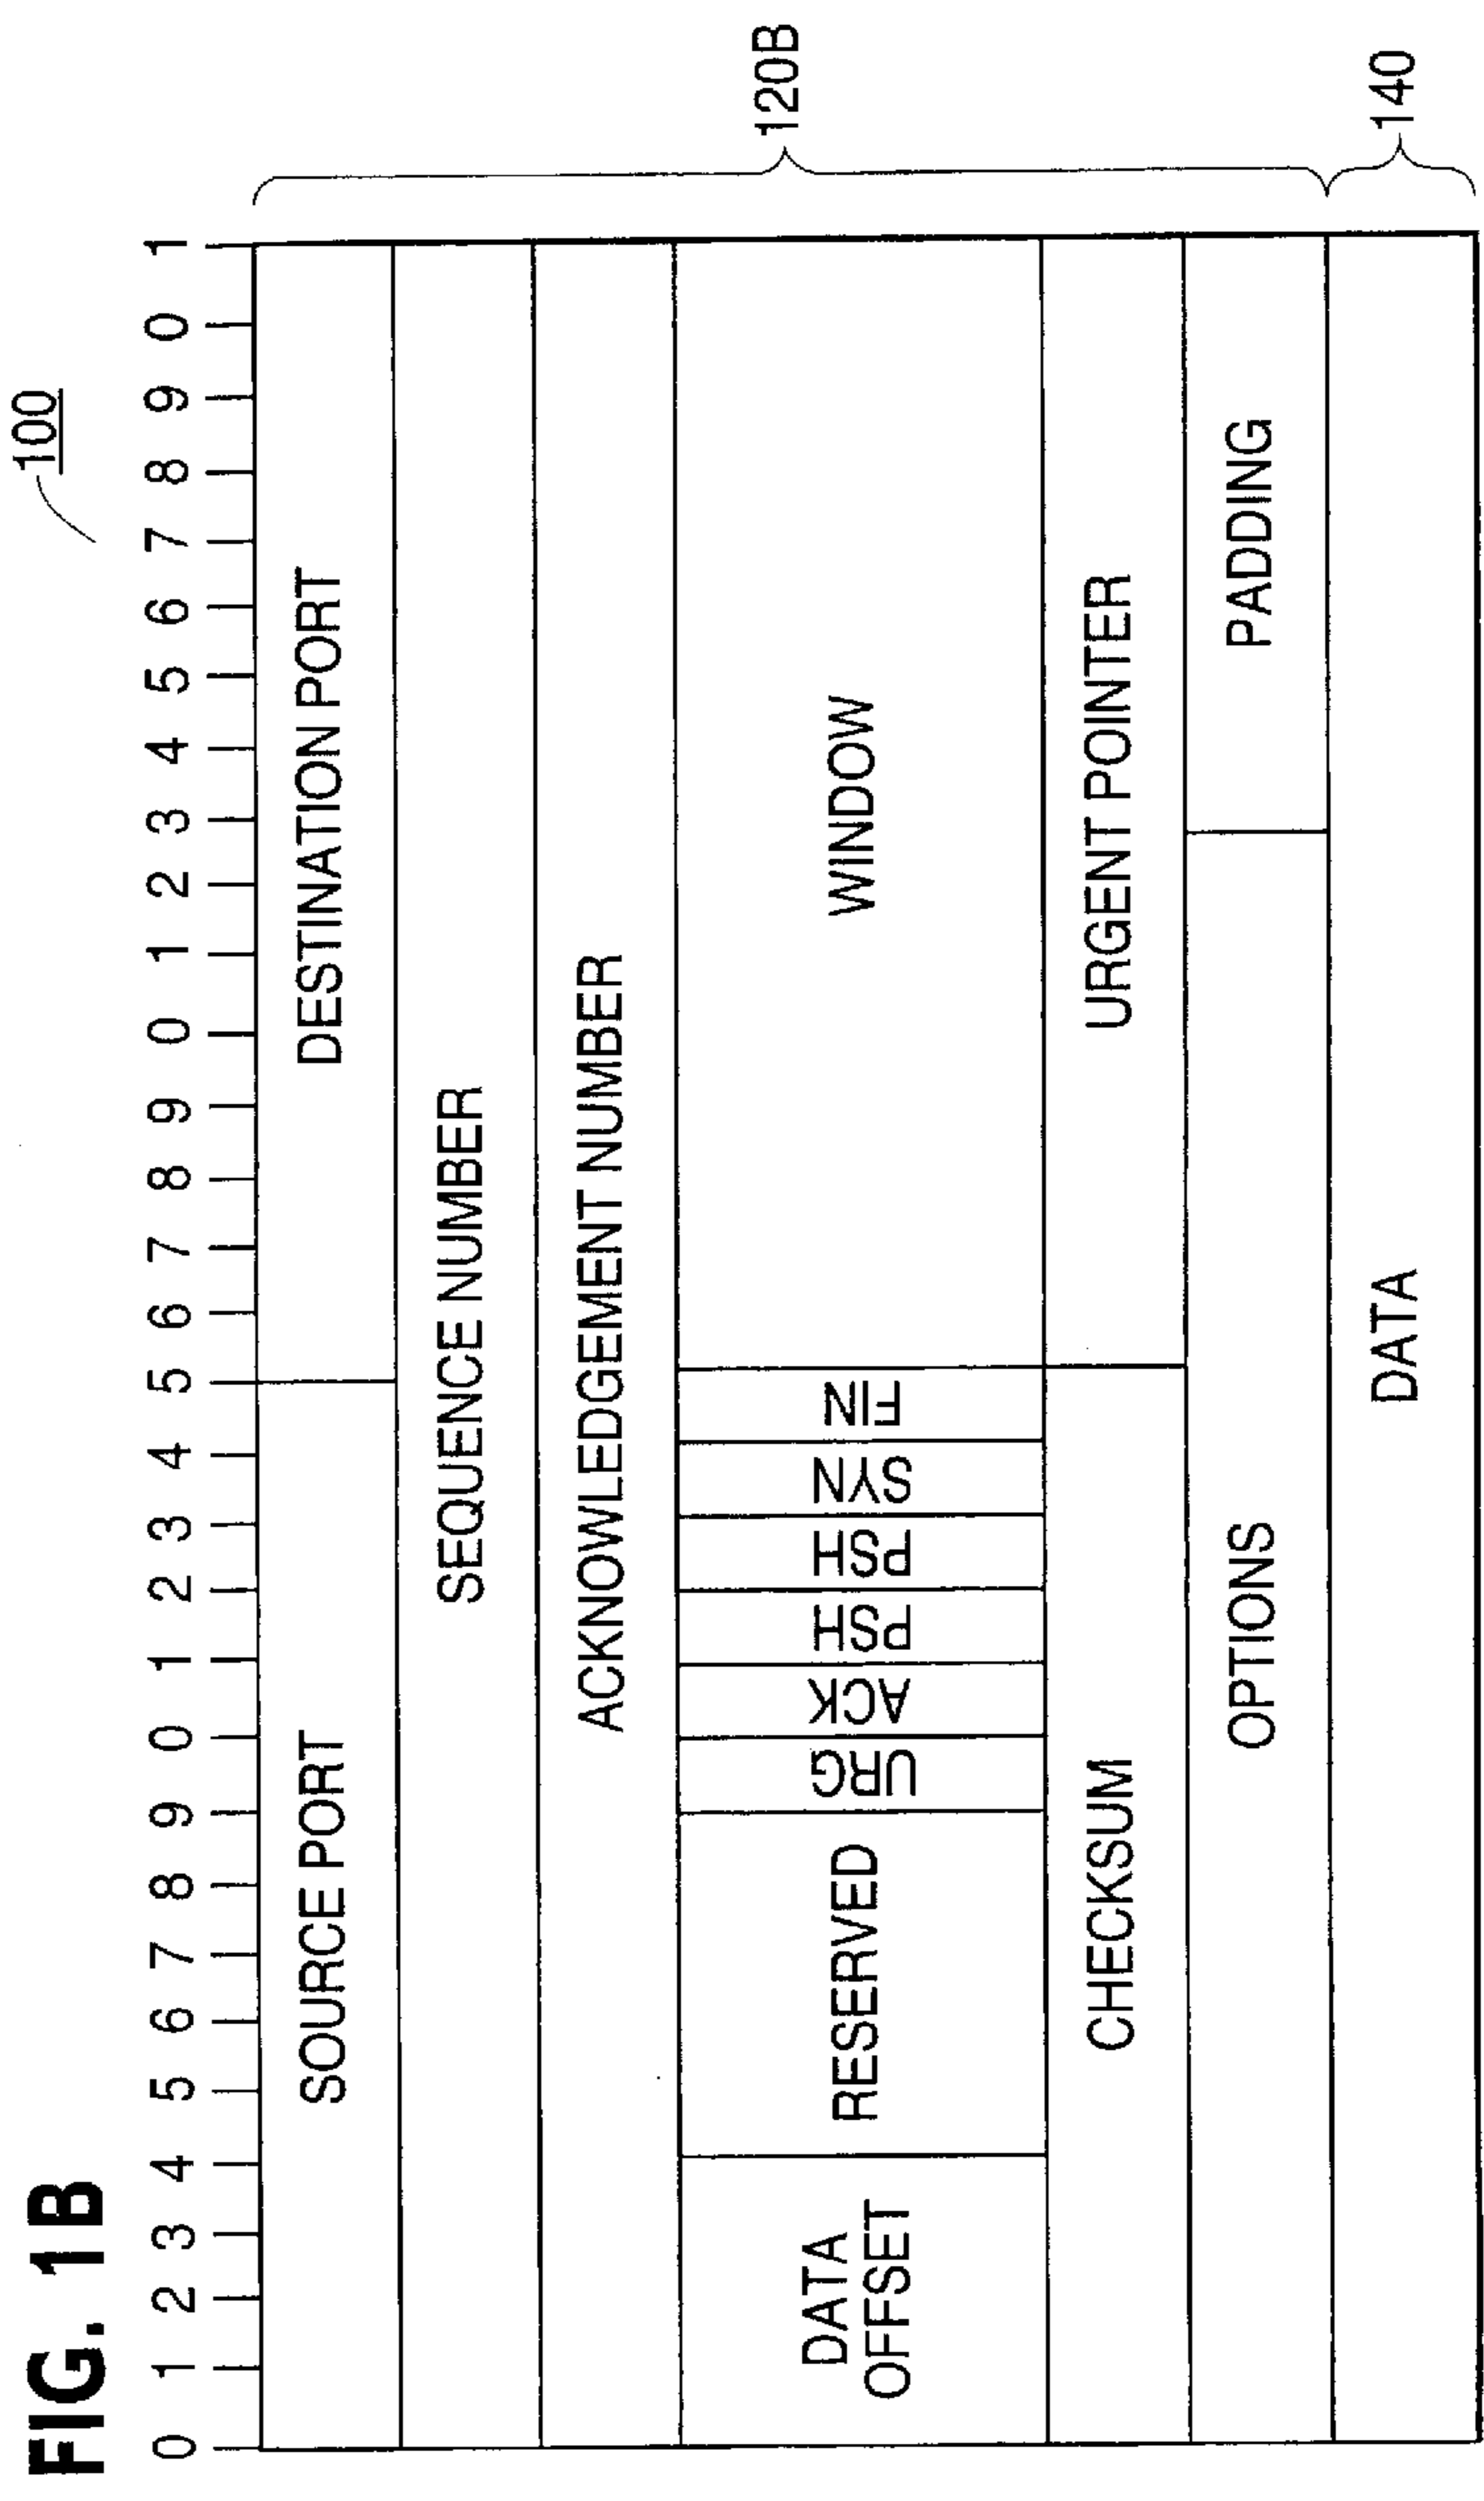 FIG. 1B
100
0 1 2 3 4 5 6 7 8 9 0 1 2 3 4 5 6 7 8 9 0 1 2 3 4 5 6 7 8 9 0 1
SOURCE PORT DESTINATION PORT
SEQUENCE NUMBER
ACKNOWLEDGEMENT NUMBER
DATA OFFSET RESERVED URG ACK PSH PSH SYN FIN WINDOW
120B
CHECKSUM URGENT POINTER
OPTIONS PADDING
DATA
140